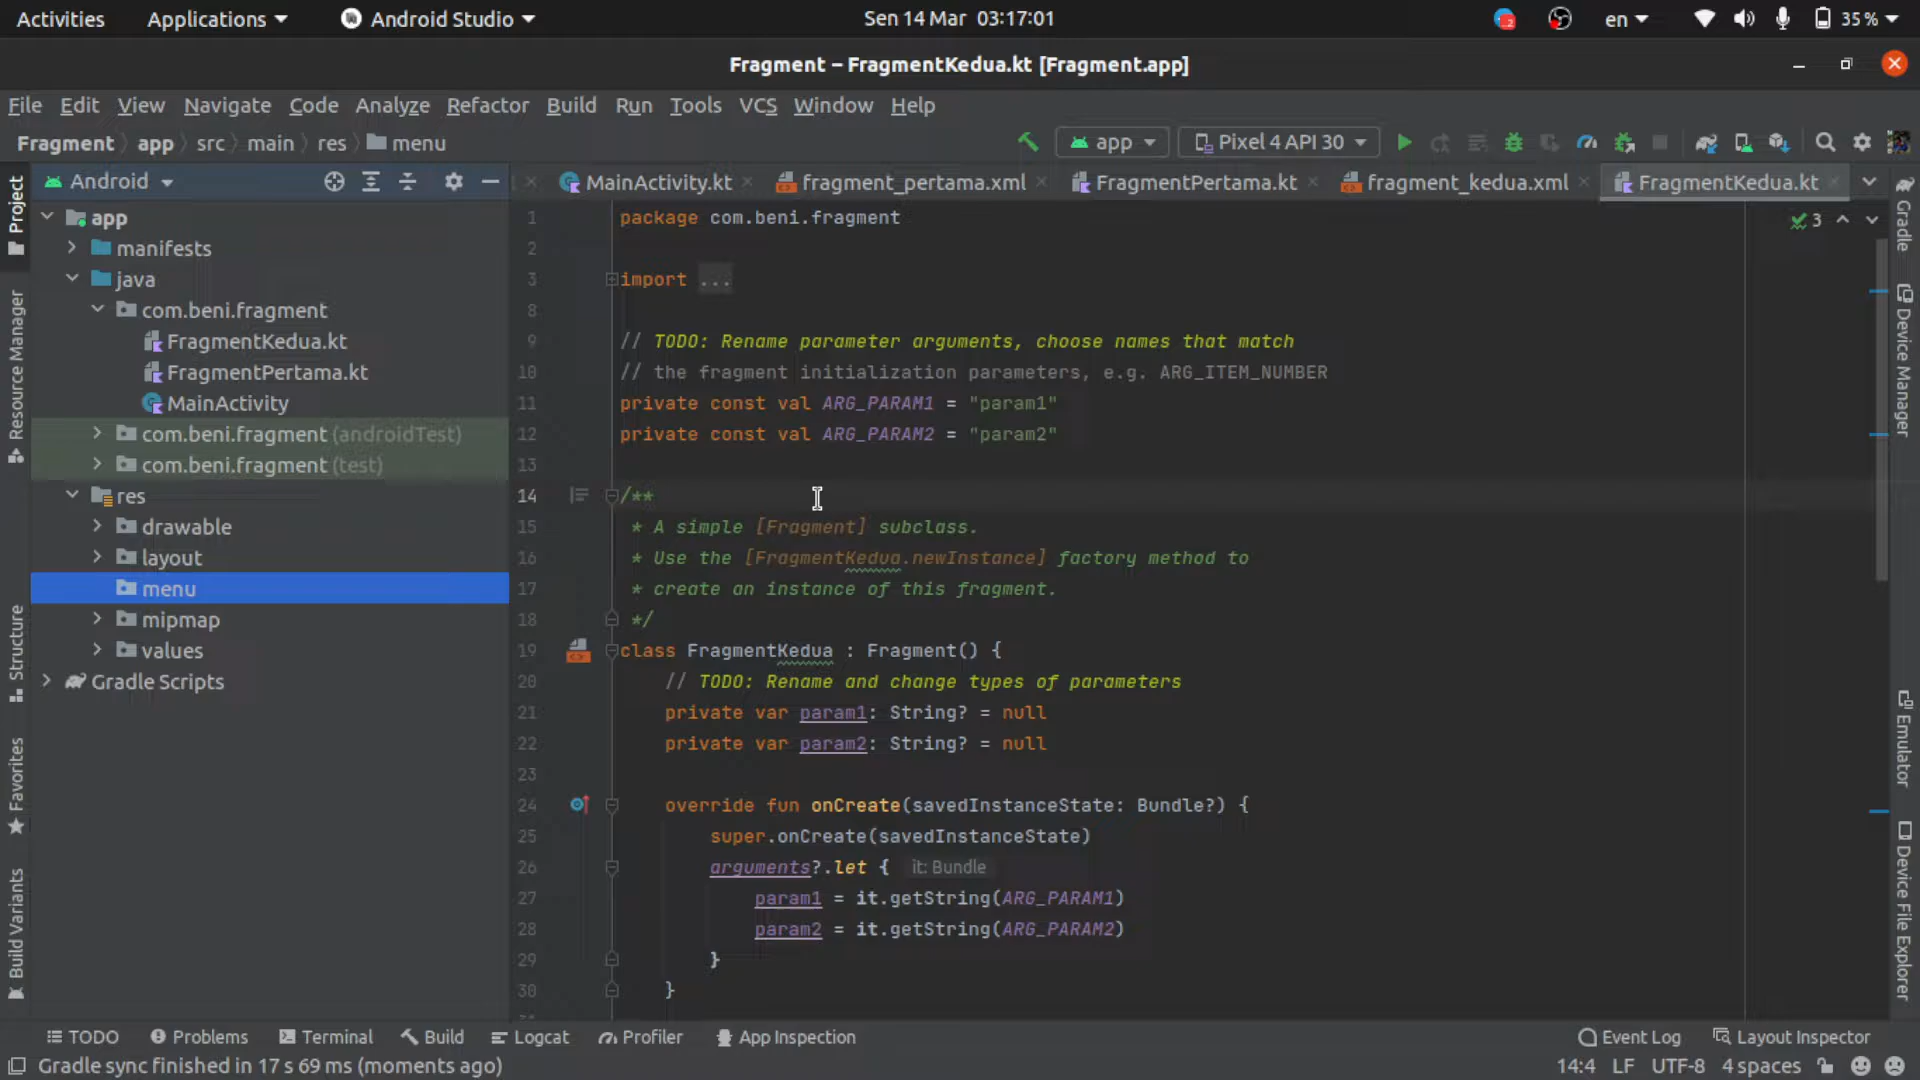 Activities Applications Android Studio Sen 14 Mar 03:17:01 en 35 %
Fragment – FragmentKedua.kt [Fragment.app]
File Edit View Navigate Code Analyze Refactor Build Run Tools VCS Window Help
Fragment app src main res menu app Pixel 4 API 30
Android MainActivity.kt fragment_pertama.xml FragmentPertama.kt fragment_kedua.xml FragmentKedua.kt
Project
Resource Manager
Structure
Favorites
Build Variants
app
manifests
java
com.beni.fragment
FragmentKedua.kt
FragmentPertama.kt
MainActivity
com.beni.fragment (androidTest)
com.beni.fragment (test)
res
drawable
layout
menu
mipmap
values
Gradle Scripts
1 package com.beni.fragment
2
3 import ...
8
9 // TODO: Rename parameter arguments, choose names that match
10 // the fragment initialization parameters, e.g. ARG_ITEM_NUMBER
11 private const val ARG_PARAM1 = "param1"
12 private const val ARG_PARAM2 = "param2"
13
14 /**
15 * A simple [Fragment] subclass.
16 * Use the [FragmentKedua.newInstance] factory method to
17 * create an instance of this fragment.
18 */
19 class FragmentKedua : Fragment() {
20 // TODO: Rename and change types of parameters
21 private var param1: String? = null
22 private var param2: String? = null
23
24 override fun onCreate(savedInstanceState: Bundle?) {
25 super.onCreate(savedInstanceState)
26 arguments?.let { it: Bundle
27 param1 = it.getString(ARG_PARAM1)
28 param2 = it.getString(ARG_PARAM2)
29 }
30 }
3
Gradle
Device Manager
Emulator
Device File Explorer
TODO Problems Terminal Build Logcat Profiler App Inspection Event Log Layout Inspector
Gradle sync finished in 17 s 69 ms (moments ago) 14:4 LF UTF-8 4 spaces